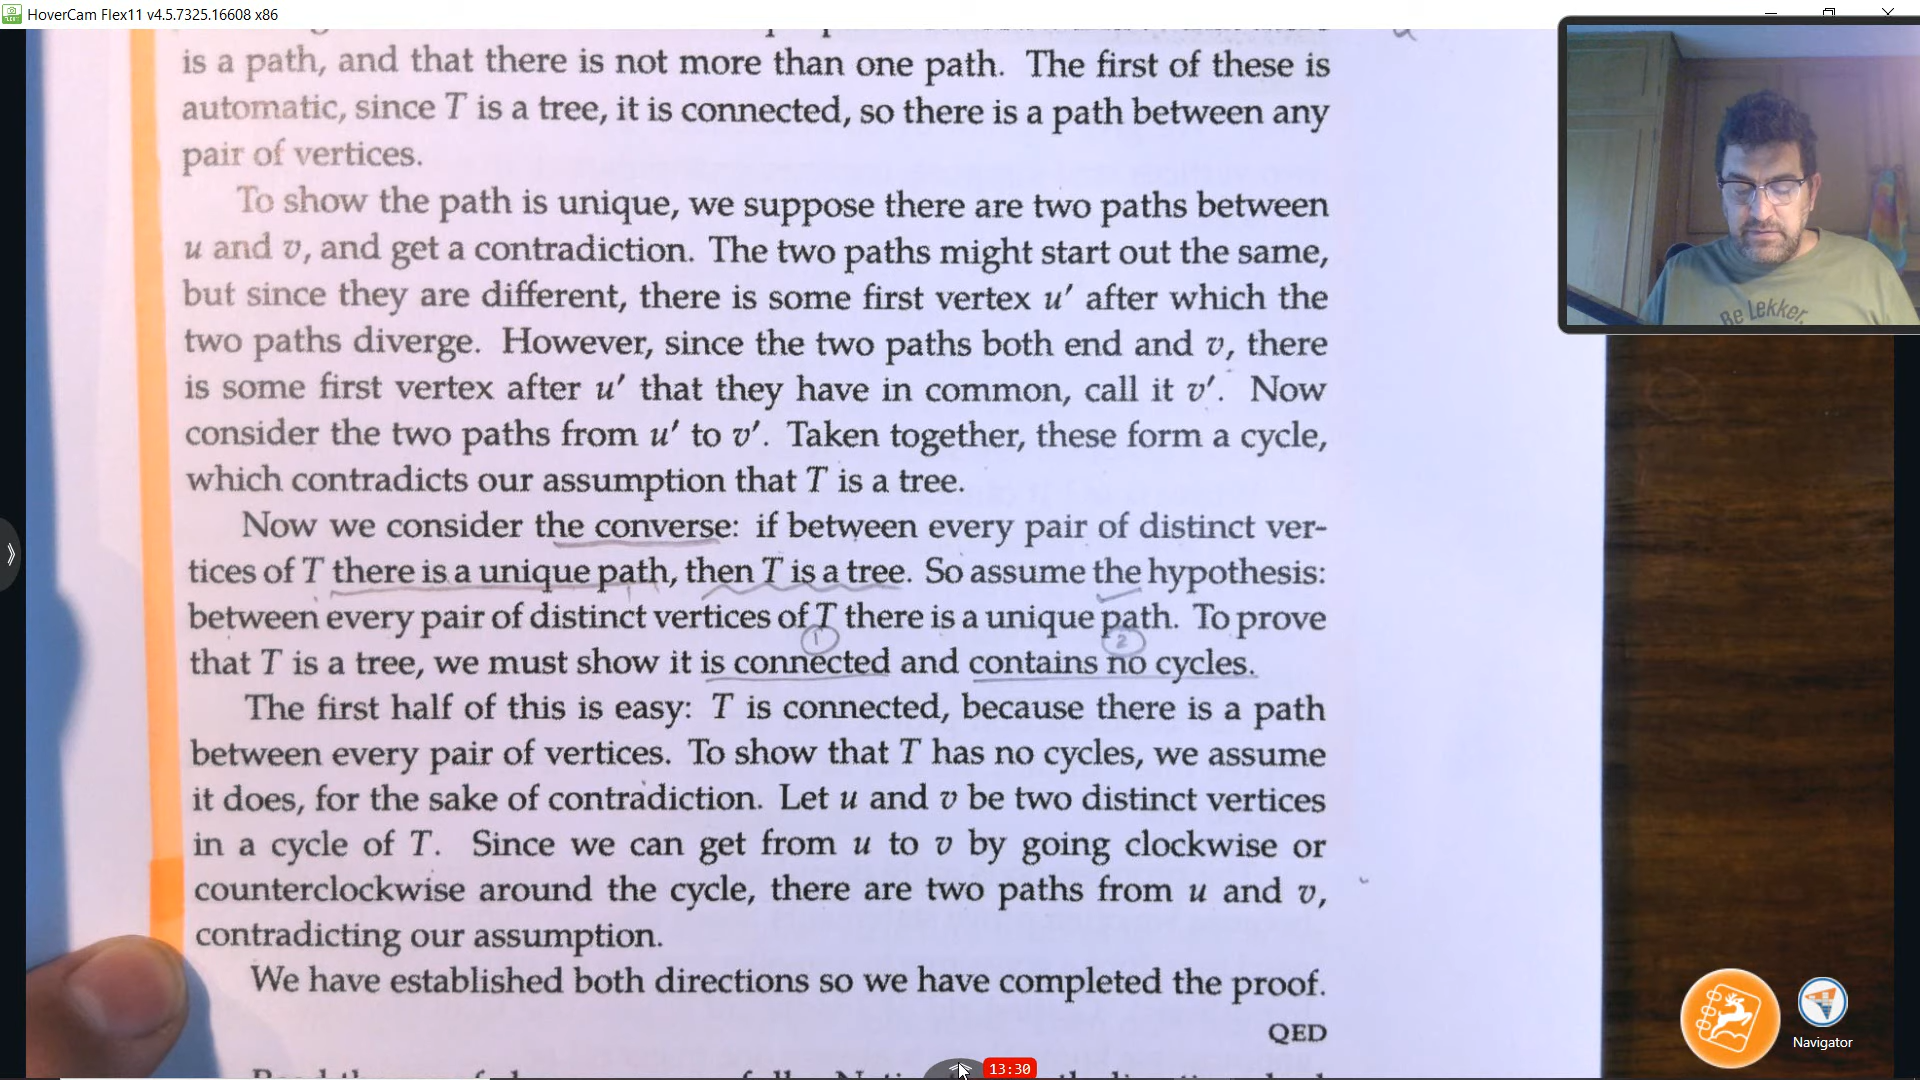 HoverCam Flex11 v4.5.7325.16608 x86
is a path, and that there is not more than one path. The first of these is
automatic, since T is a tree, it is connected, so there is a path between any
pair of vertices.
To show the path is unique, we suppose there are two paths between
u and v, and get a contradiction. The two paths might start out the same,
but since they are different, there is some first vertex u′ after which the
two paths diverge. However, since the two paths both end and v, there
is some first vertex after u′ that they have in common, call it v′. Now
consider the two paths from u′ to v′. Taken together, these form a cycle,
which contradicts our assumption that T is a tree.
Now we consider the converse: if between every pair of distinct ver-
tices of T there is a unique path, then T is a tree. So assume the hypothesis:
between every pair of distinct vertices of T there is a unique path. To prove
1 2
that T is a tree, we must show it is connected and contains no cycles.
The first half of this is easy: T is connected, because there is a path
between every pair of vertices. To show that T has no cycles, we assume
it does, for the sake of contradiction. Let u and v be two distinct vertices
in a cycle of T. Since we can get from u to v by going clockwise or
counterclockwise around the cycle, there are two paths from u and v,
contradicting our assumption.
We have established both directions so we have completed the proof.
QED
Be Lekker.
Navigator
13:30